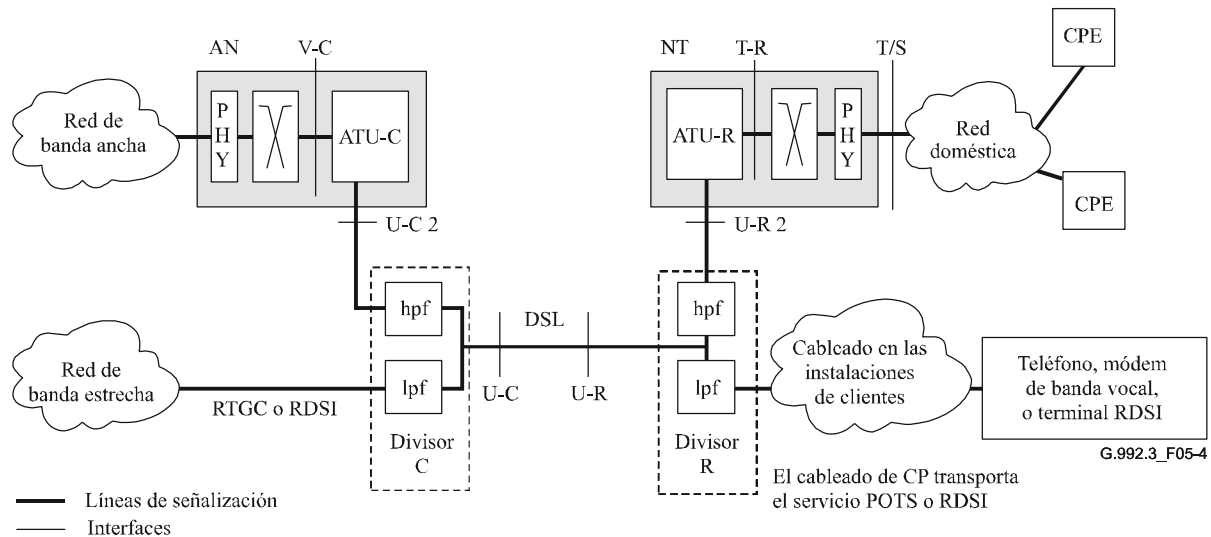 AN
V-C
NT
T-R
T/S
CPE
Red de
banda ancha
P
H
Y
ATU-C
ATU-R
P
H
Y
Red
doméstica
CPE
U-C 2
U-R 2
hpf
DSL
hpf
Red de
banda estrecha
RTGC o RDSI
lpf
U-C
U-R
lpf
Cableado en las
instalaciones
de clientes
Teléfono, módem
de banda vocal,
o terminal RDSI
G.992.3_F05-4
Divisor
C
Divisor
R
El cableado de CP transporta
el servicio POTS o RDSI
Líneas de señalización
Interfaces